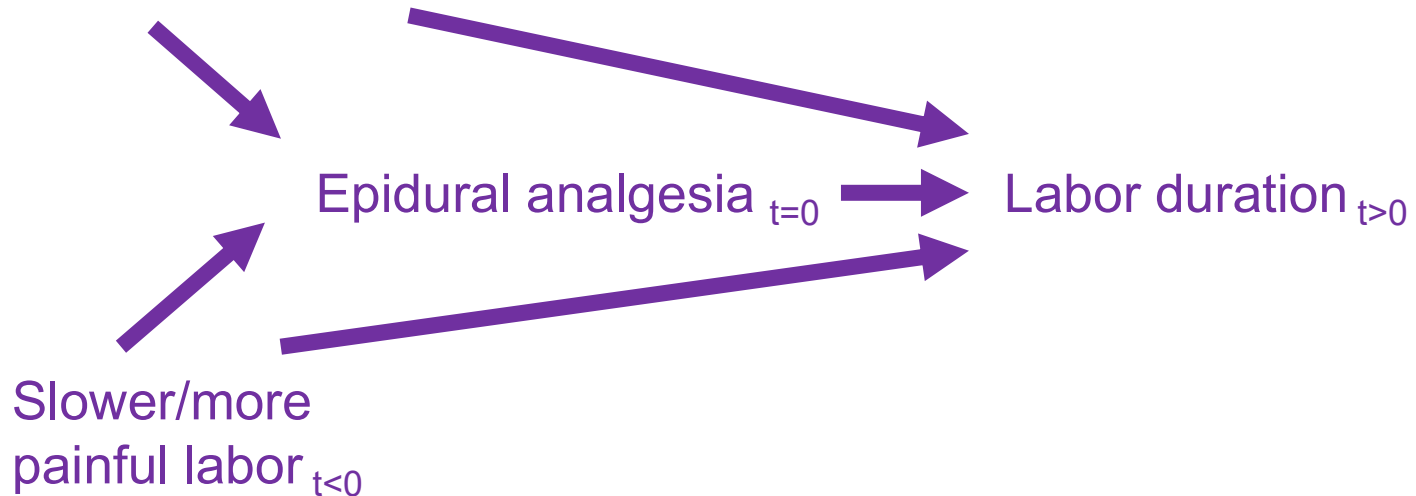 Epidural analgesia t=0
Labor duration t>0
Slower/more
painful labor t<0